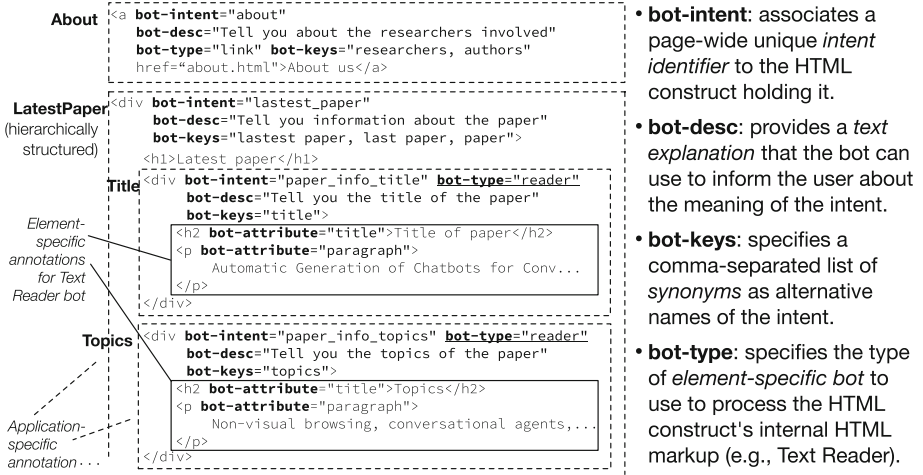 About
<a bot-intent="about"
bot-desc="Tell you about the researchers involved"
bot-type="link" bot-keys="researchers, authors"
href=“about.html">About us</a>
LatestPaper
(hierarchically
structured)
<div bot-intent="lastest_paper"
bot-desc="Tell you information about the paper"
bot-keys="lastest paper, last paper, paper">
<h1>Latest paper</h1>
Title
<div bot-intent="paper_info_title" bot-type="reader"
bot-desc="Tell you the title of the paper"
bot-keys="title">
<h2 bot-attribute="title">Title of paper</h2>
<p bot-attribute="paragraph">
Automatic Generation of Chatbots for Conv...
</p>
</div>
Element-
specific
annotations
for Text
Reader bot
Topics
<div bot-intent="paper_info_topics" bot-type="reader"
bot-desc="Tell you the topics of the paper"
bot-keys="topics">
<h2 bot-attribute="title">Topics</h2>
<p bot-attribute="paragraph">
Non-visual browsing, conversational agents,...
</p>
</div>
Application-
specific
annotation...
• bot-intent: associates a
page-wide unique intent
identifier to the HTML
construct holding it.
• bot-desc: provides a text
explanation that the bot can
use to inform the user about
the meaning of the intent.
• bot-keys: specifies a
comma-separated list of
synonyms as alternative
names of the intent.
• bot-type: specifies the type
of element-specific bot to
use to process the HTML
construct's internal HTML
markup (e.g., Text Reader).